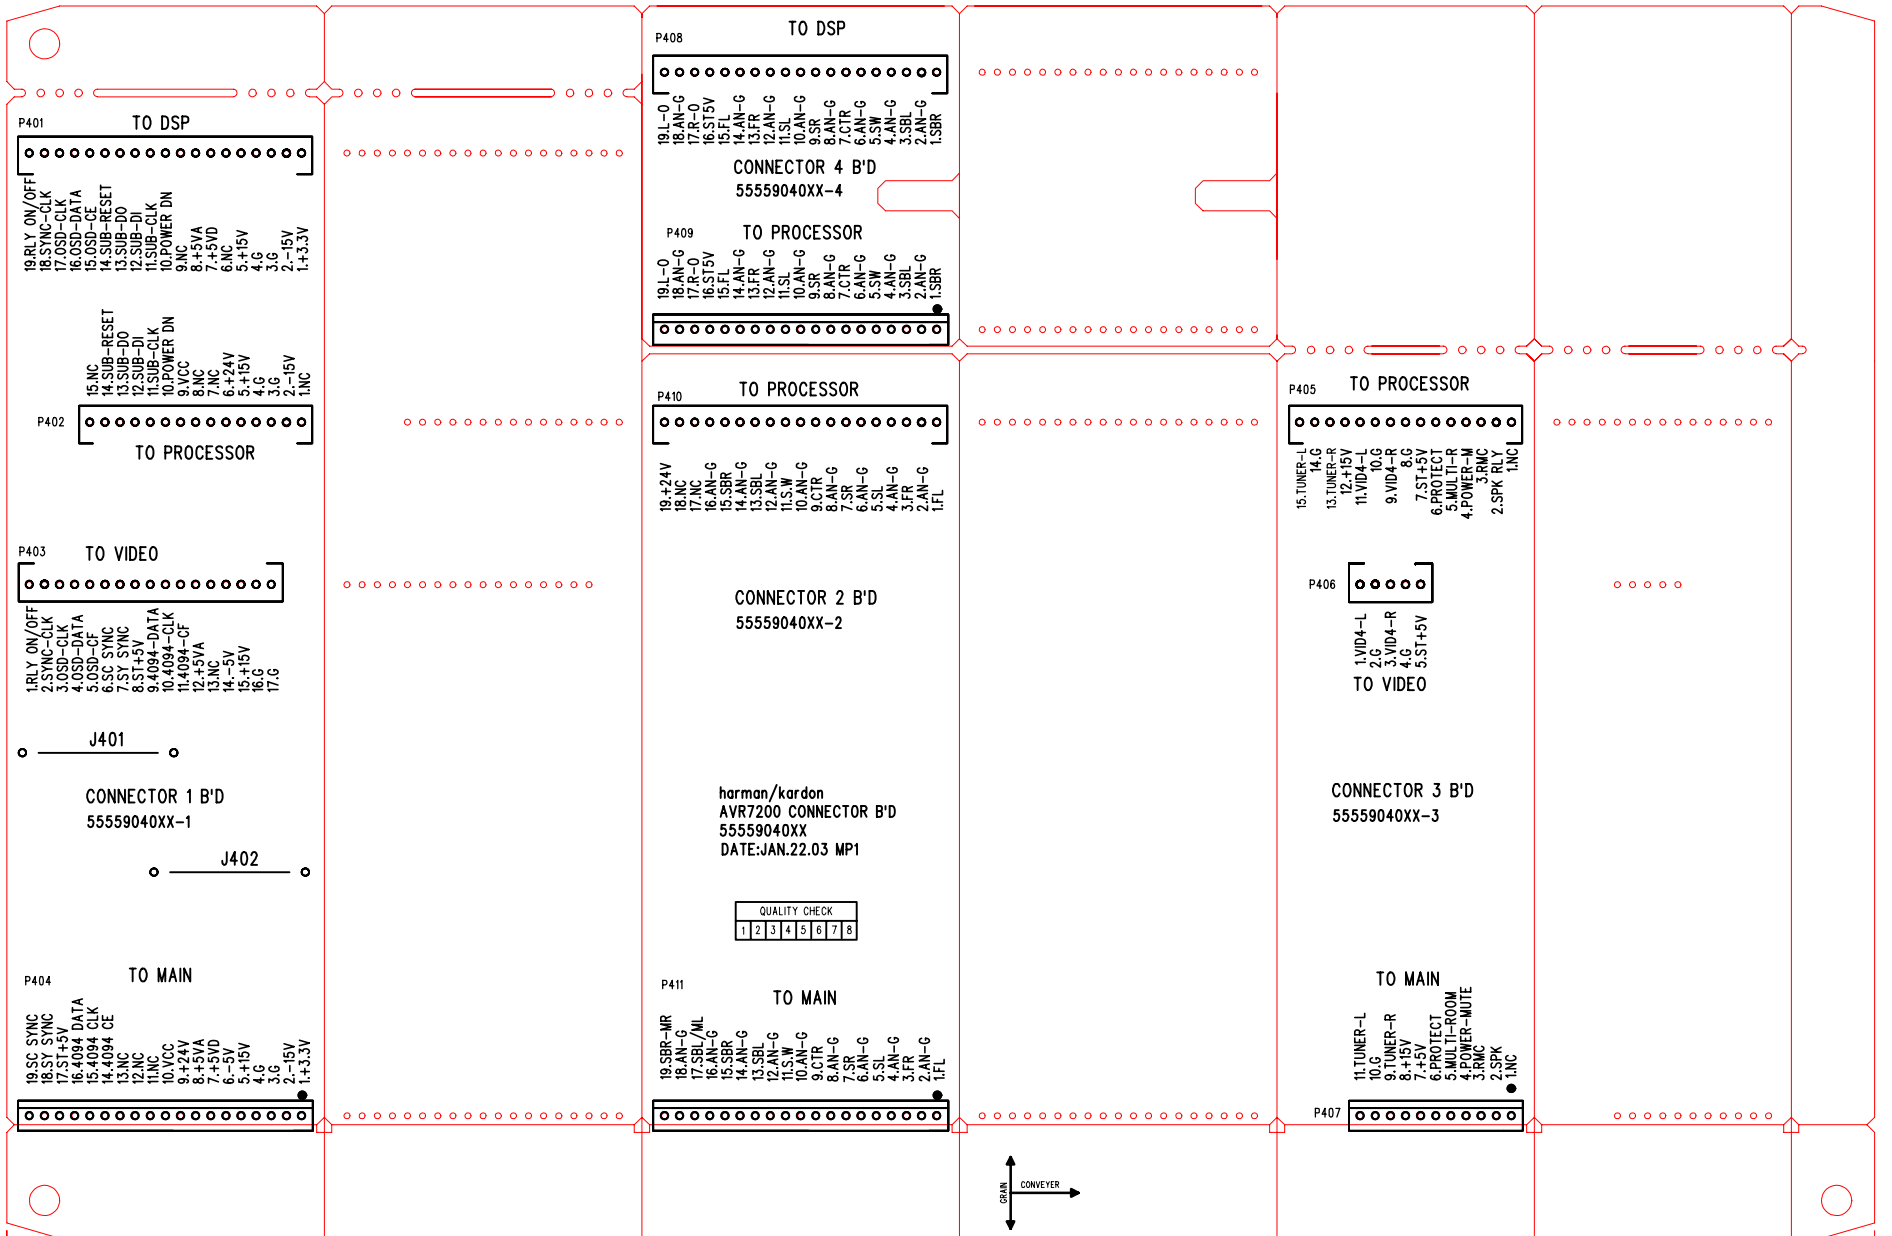 P401
TO DSP
19.RLY ON/OFF
18.SYNC-CLK
17.OSD-CLK
16.OSD-DATA
15.OSD-CE
14.SUB-RESET
13.SUB-DO
12.SUB-DI
11.SUB-CLK
10.POWER DN
9.NC
8.+5VA
7.+5VD
6.NC
5.+15V
4.G
3.G
2.-15V
1.+3.3V
15.NC
14.SUB-RESET
13.SUB-DO
12.SUB-DI
11.SUB-CLK
10.POWER DN
9.VCC
8.NC
7.NC
6.+24V
5.+15V
4.G
3.G
2.-15V
1.NC
P402
TO PROCESSOR
P403
TO VIDEO
1.RLY ON/OFF
2.SYNC-CLK
3.OSD-CLK
4.OSD-DATA
5.OSD-CF
6.SC SYNC
7.SY SYNC
8.ST+5V
9.4094-DATA
10.4094-CLK
11.4094-CF
12.+5VA
13.NC
14.-5V
15.+15V
16.G
17.G
J401
CONNECTOR 1 B'D
55559040XX-1
J402
P404
TO MAIN
19.SC SYNC
18.SY SYNC
17.ST+5V
16.4094 DATA
15.4094 CLK
14.4094 CE
13.NC
12.NC
11.NC
10.VCC
9.+24V
8.+5VA
7.+5VD
6.-5V
5.+15V
4.G
3.G
2.-15V
1.+3.3V
P408
TO DSP
19.L-O
18.AN-G
17.R-O
16.ST5V
15.FL
14.AN-G
13.FR
12.AN-G
11.SL
10.AN-G
9.SR
8.AN-G
7.CTR
6.AN-G
5.SW
4.AN-G
3.SBL
2.AN-G
1.SBR
CONNECTOR 4 B'D
55559040XX-4
P409
TO PROCESSOR
19.L-O
18.AN-G
17.R-O
16.ST5V
15.FL
14.AN-G
13.FR
12.AN-G
11.SL
10.AN-G
9.SR
8.AN-G
7.CTR
6.AN-G
5.SW
4.AN-G
3.SBL
2.AN-G
1.SBR
P410
TO PROCESSOR
19.+24V
18.NC
17.NC
16.AN-G
15.SBR
14.AN-G
13.SBL
12.AN-G
11.S.W
10.AN-G
9.CTR
8.AN-G
7.SR
6.AN-G
5.SL
4.AN-G
3.FR
2.AN-G
1.FL
CONNECTOR 2 B'D
55559040XX-2
harman/kardon
AVR7200 CONNECTOR B'D
55559040XX
DATE:JAN.22.03 MP1
QUALITY CHECK
1 2 3 4 5 6 7 8
P411
TO MAIN
19.SBR-MR
18.AN-G
17.SBL/ML
16.AN-G
15.SBR
14.AN-G
13.SBL
12.AN-G
11.S.W
10.AN-G
9.CTR
8.AN-G
7.SR
6.AN-G
5.SL
4.AN-G
3.FR
2.AN-G
1.FL
P405
TO PROCESSOR
15.TUNER-L
14.G
13.TUNER-R
12.+15V
11.VID4-L
10.G
9.VID4-R
8.G
7.ST+5V
6.PROTECT
5.MULTI-R
4.POWER-M
3.RMC
2.SPK RLY
1.NC
P406
1.VID4-L
2.G
3.VID4-R
4.G
5.ST+5V
TO VIDEO
CONNECTOR 3 B'D
55559040XX-3
TO MAIN
11.TUNER-L
10.G
9.TUNER-R
8.+15V
7.+5V
6.PROTECT
5.MULTI-ROOM
4.POWER-MUTE
3.RMC
2.SPK
1.NC
P407
GRAIN
CONVEYER